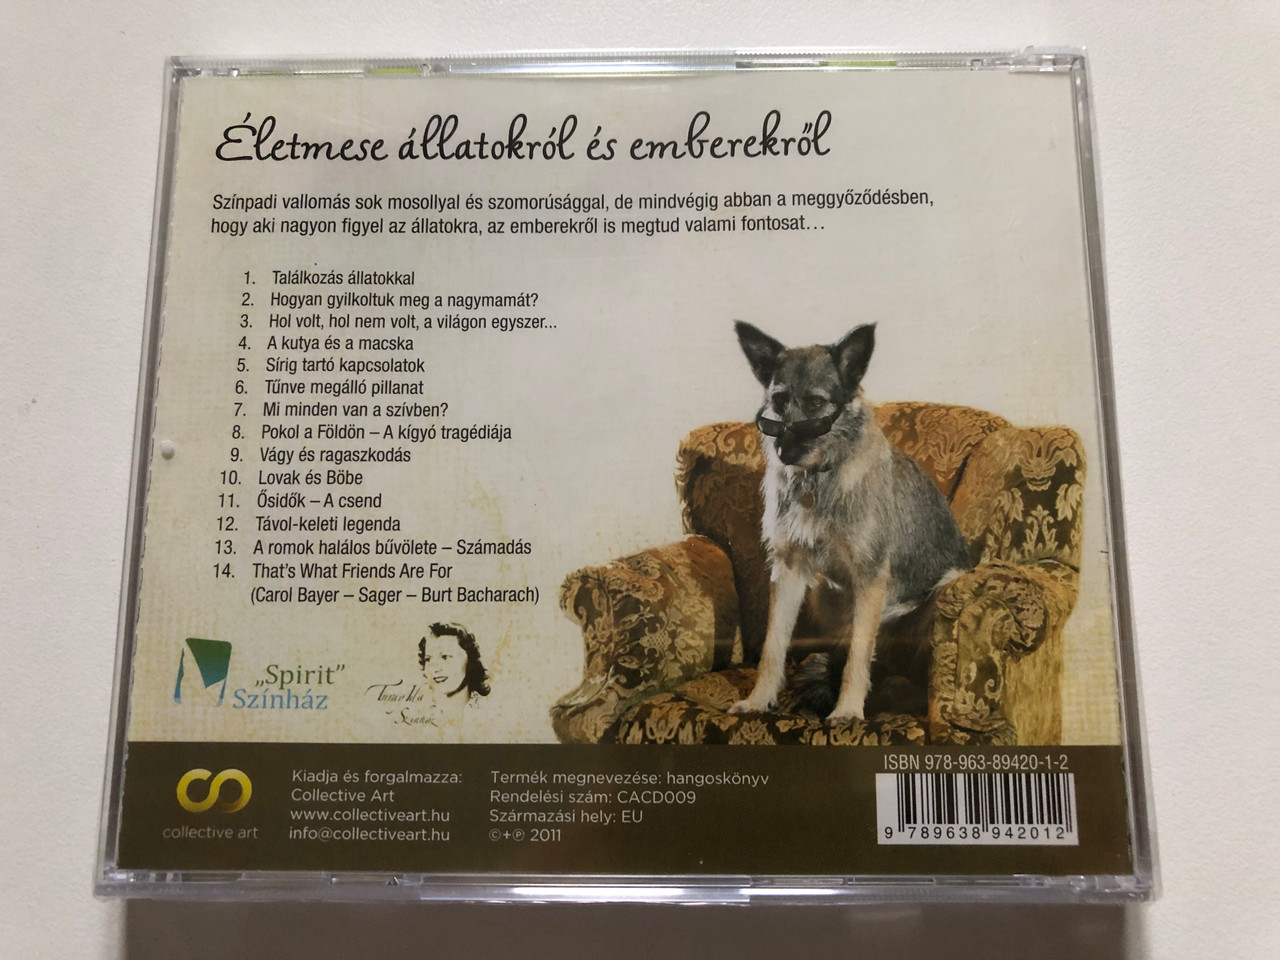 Életmese állatokról és emberekről
Színpadi vallomás sok mosollyal és szomorúsággal, de mindvégig abban a meggyőződésben,
hogy aki nagyon figyel az állatokra, az emberekről is megtud valami fontosat…
1. Találkozás állatokkal
2. Hogyan gyilkoltuk meg a nagymamát?
3. Hol volt, hol nem volt, a világon egyszer...
4. A kutya és a macska
5. Sírig tartó kapcsolatok
6. Tűnve megálló pillanat
7. Mi minden van a szívben?
8. Pokol a Földön – A kígyó tragédiája
9. Vágy és ragaszkodás
10. Lovak és Böbe
11. Ősidők – A csend
12. Távol-keleti legenda
13. A romok halálos bűvölete – Számadás
14. That's What Friends Are For
(Carol Bayer – Sager – Burt Bacharach)
„Spirit"
Színház
Turay Ida
Színház
collective art
Kiadja és forgalmazza:
Collective Art
www.collectiveart.hu
info@collectiveart.hu
Termék megnevezése: hangoskönyv
Rendelési szám: CACD009
Származási hely: EU
©+℗ 2011
ISBN 978-963-89420-1-2
9 789638 942012